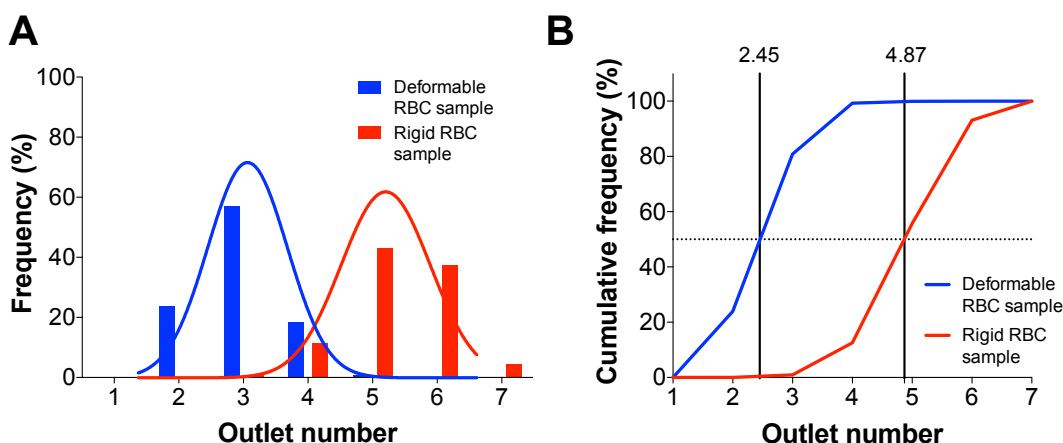 A
Frequency (%)
100
80
60
40
20
0
Deformable
RBC sample
Rigid RBC
sample
1 2 3 4 5 6 7
Outlet number
B
2.45 4.87
Cumulative frequency (%)
100
80
60
40
20
0
Deformable
RBC sample
Rigid RBC
sample
1 2 3 4 5 6 7
Outlet number